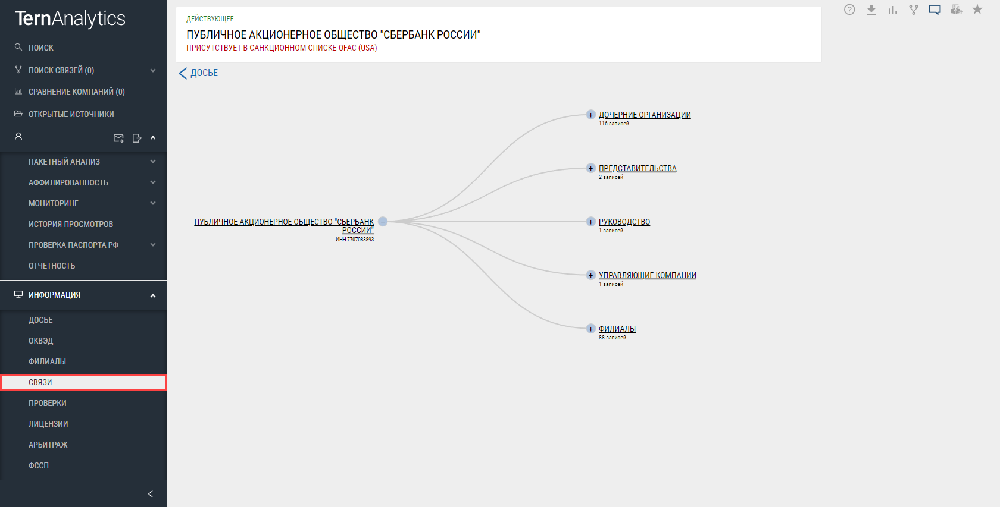 TernAnalytics
ПОИСК
ПОИСК СВЯЗЕЙ (0)
СРАВНЕНИЕ КОМПАНИЙ (0)
ОТКРЫТЫЕ ИСТОЧНИКИ
ПАКЕТНЫЙ АНАЛИЗ
АФФИЛИРОВАННОСТЬ
МОНИТОРИНГ
ИСТОРИЯ ПРОСМОТРОВ
ПРОВЕРКА ПАСПОРТА РФ
ОТЧЕТНОСТЬ
ИНФОРМАЦИЯ
ДОСЬЕ
ОКВЭД
ФИЛИАЛЫ
СВЯЗИ
ПРОВЕРКИ
ЛИЦЕНЗИИ
АРБИТРАЖ
ФССП
ДЕЙСТВУЮЩЕЕ
ПУБЛИЧНОЕ АКЦИОНЕРНОЕ ОБЩЕСТВО "СБЕРБАНК РОССИИ"
ПРИСУТСТВУЕТ В САНКЦИОННОМ СПИСКЕ OFAC (USA)
ДОСЬЕ
ПУБЛИЧНОЕ АКЦИОНЕРНОЕ ОБЩЕСТВО "СБЕРБАНК
РОССИИ"
ИНН 7707083893
ДОЧЕРНИЕ ОРГАНИЗАЦИИ
116 записей
ПРЕДСТАВИТЕЛЬСТВА
2 записей
РУКОВОДСТВО
1 записей
УПРАВЛЯЮЩИЕ КОМПАНИИ
1 записей
ФИЛИАЛЫ
88 записей